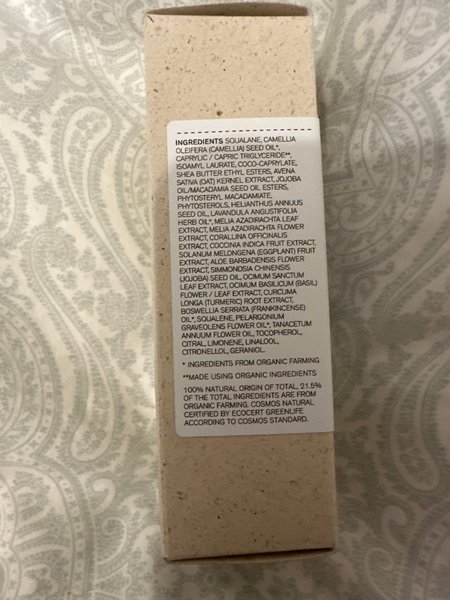 INGREDIENTS SQUALANE, CAMELLIA
OLEIFERA (CAMELLIA) SEED OIL*,
CAPRYLIC / CAPRIC TRIGLYCERIDE**,
ISOAMYL LAURATE, COCO-CAPRYLATE,
SHEA BUTTER ETHYL ESTERS, AVENA
SATIVA (OAT) KERNEL EXTRACT, JOJOBA
OIL/MACADAMIA SEED OIL ESTERS,
PHYTOSTERYL MACADAMIATE,
PHYTOSTEROLS, HELIANTHUS ANNUUS
SEED OIL, LAVANDULA ANGUSTIFOLIA
HERB OIL*, MELIA AZADIRACHTA LEAF
EXTRACT, MELIA AZADIRACHTA FLOWER
EXTRACT, CORALLINA OFFICINALIS
EXTRACT, COCCINIA INDICA FRUIT EXTRACT,
SOLANUM MELONGENA (EGGPLANT) FRUIT
EXTRACT, ALOE BARBADENSIS FLOWER
EXTRACT, SIMMONDSIA CHINENSIS
(JOJOBA) SEED OIL, OCIMUM SANCTUM
LEAF EXTRACT, OCIMUM BASILICUM (BASIL)
FLOWER / LEAF EXTRACT, CURCUMA
LONGA (TURMERIC) ROOT EXTRACT,
BOSWELLIA SERRATA (FRANKINCENSE)
OIL*, SQUALENE, PELARGONIUM
GRAVEOLENS FLOWER OIL*, TANACETUM
ANNUUM FLOWER OIL, TOCOPHEROL,
CITRAL, LIMONENE, LINALOOL,
CITRONELLOL, GERANIOL.
* INGREDIENTS FROM ORGANIC FARMING
**MADE USING ORGANIC INGREDIENTS
100% NATURAL ORIGIN OF TOTAL, 21.5%
OF THE TOTAL INGREDIENTS ARE FROM
ORGANIC FARMING. COSMOS NATURAL
CERTIFIED BY ECOCERT GREENLIFE
ACCORDING TO COSMOS STANDARD.